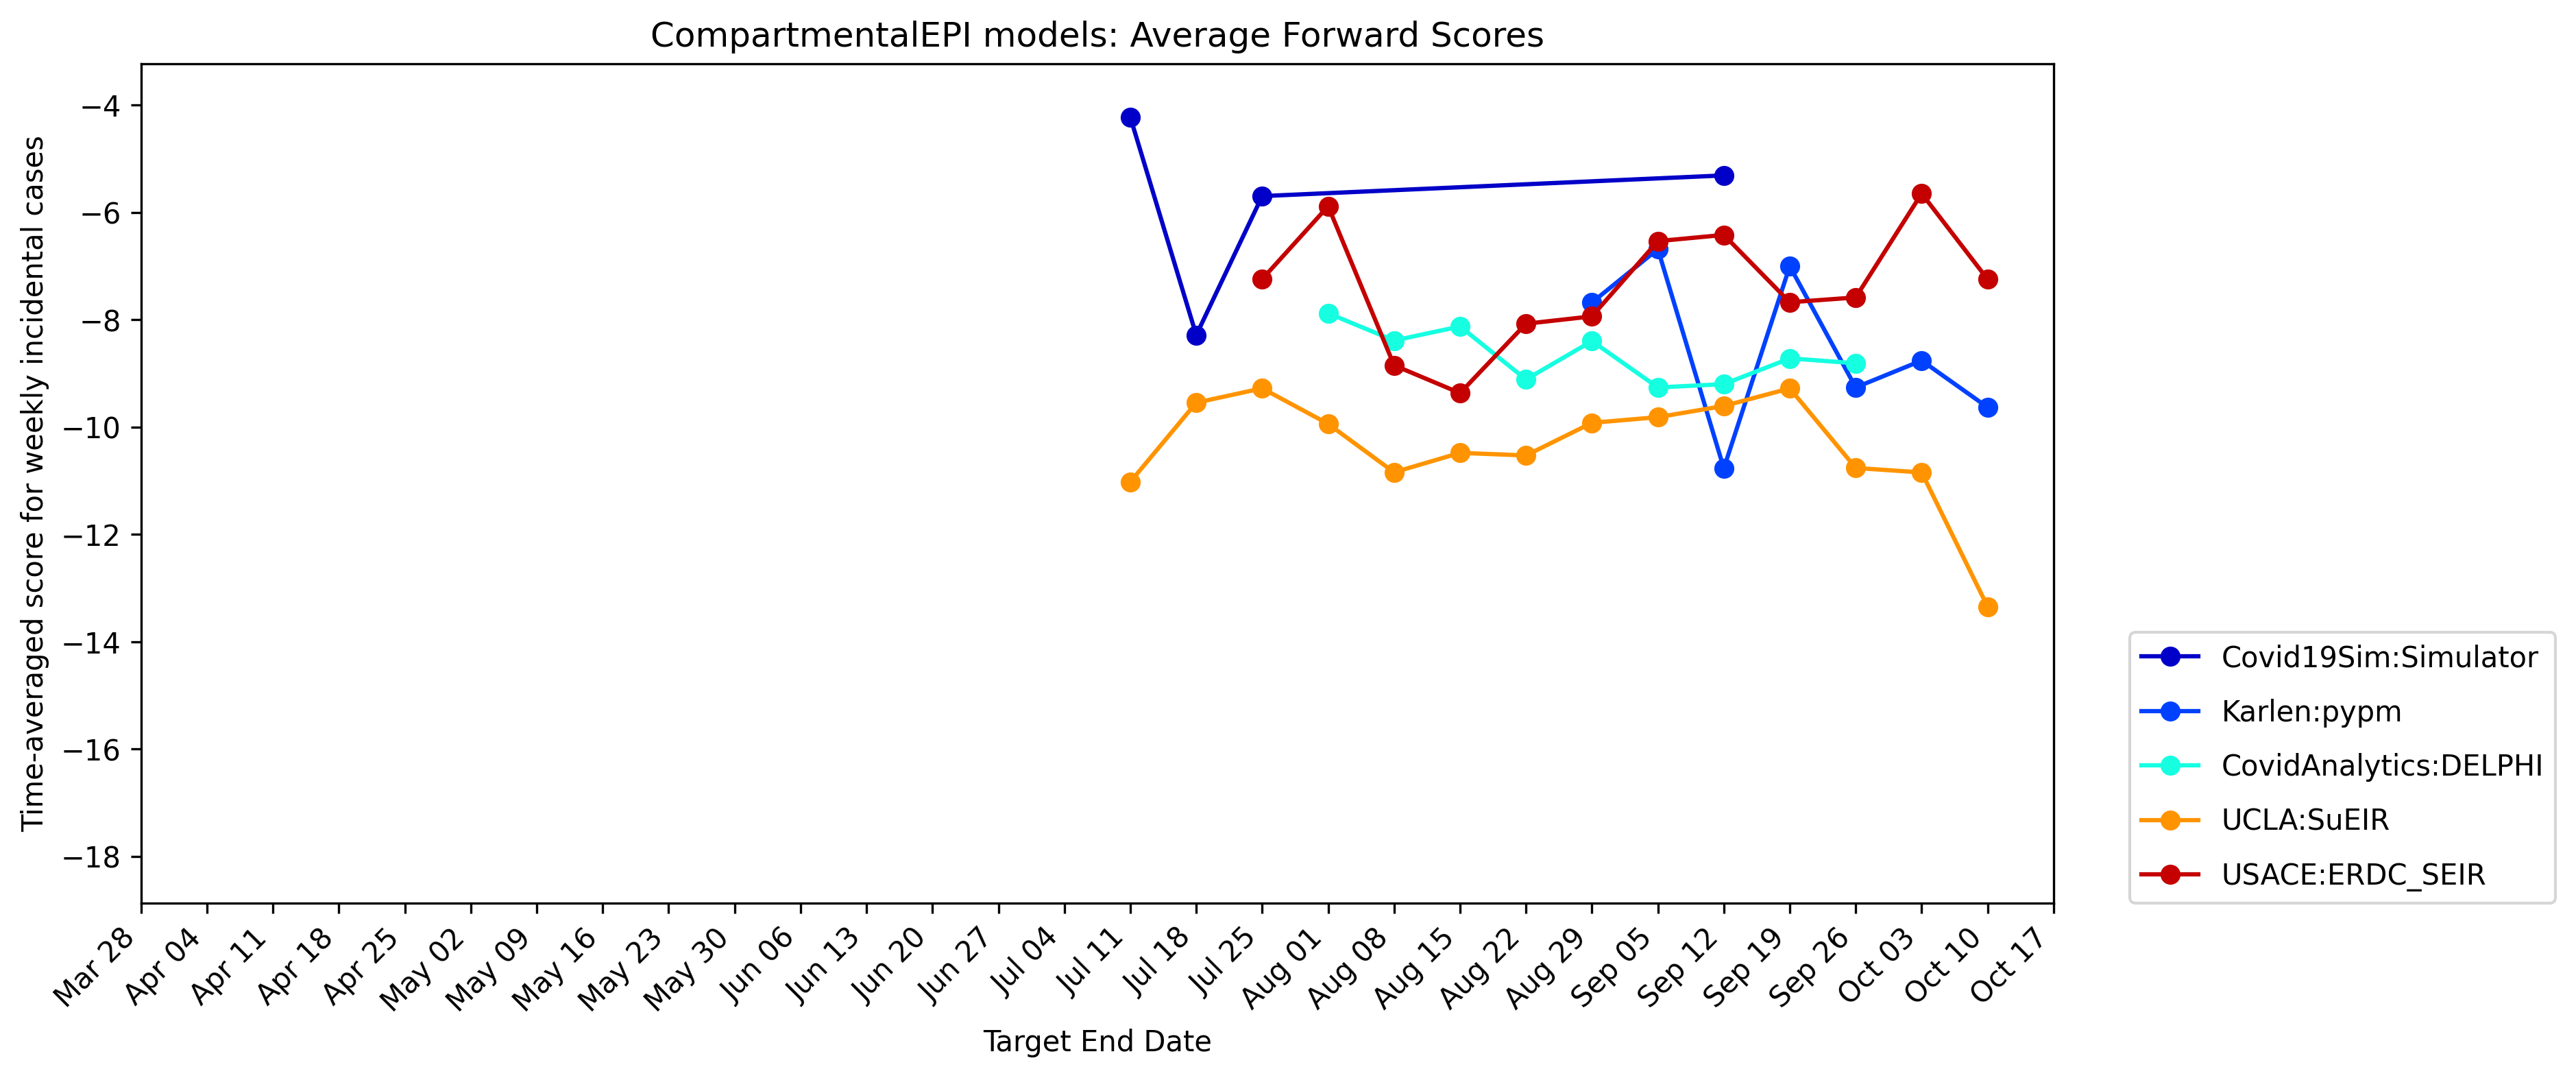 CompartmentalEPI models: Average Forward Scores
Time-averaged score for weekly incidental cases
−4
−6
−8
−10
−12
−14
−16
−18
Mar 28
Apr 04
Apr 11
Apr 18
Apr 25
May 02
May 09
May 16
May 23
May 30
Jun 06
Jun 13
Jun 20
Jun 27
Jul 04
Jul 11
Jul 18
Jul 25
Aug 01
Aug 08
Aug 15
Aug 22
Aug 29
Sep 05
Sep 12
Sep 19
Sep 26
Oct 03
Oct 10
Oct 17
Target End Date
Covid19Sim:Simulator
Karlen:pypm
CovidAnalytics:DELPHI
UCLA:SuEIR
USACE:ERDC_SEIR